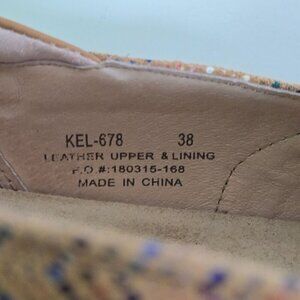 KEL-678 38
LEATHER UPPER & LINING
P.O.#:180315-168
MADE IN CHINA